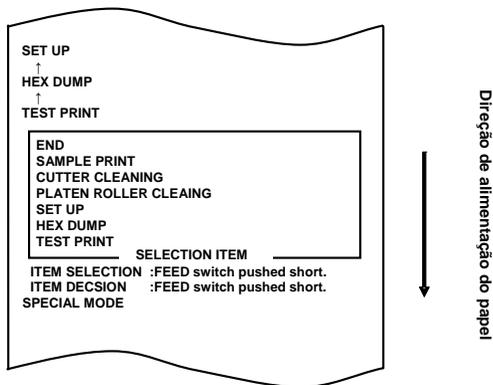 SET UP
↑
HEX DUMP
↑
TEST PRINT
END
SAMPLE PRINT
CUTTER CLEANING
PLATEN ROLLER CLEAING
SET UP
HEX DUMP
TEST PRINT
SELECTION ITEM
ITEM SELECTION :FEED switch pushed short.
ITEM DECSION :FEED switch pushed short.
SPECIAL MODE
Direção de alimentação do papel